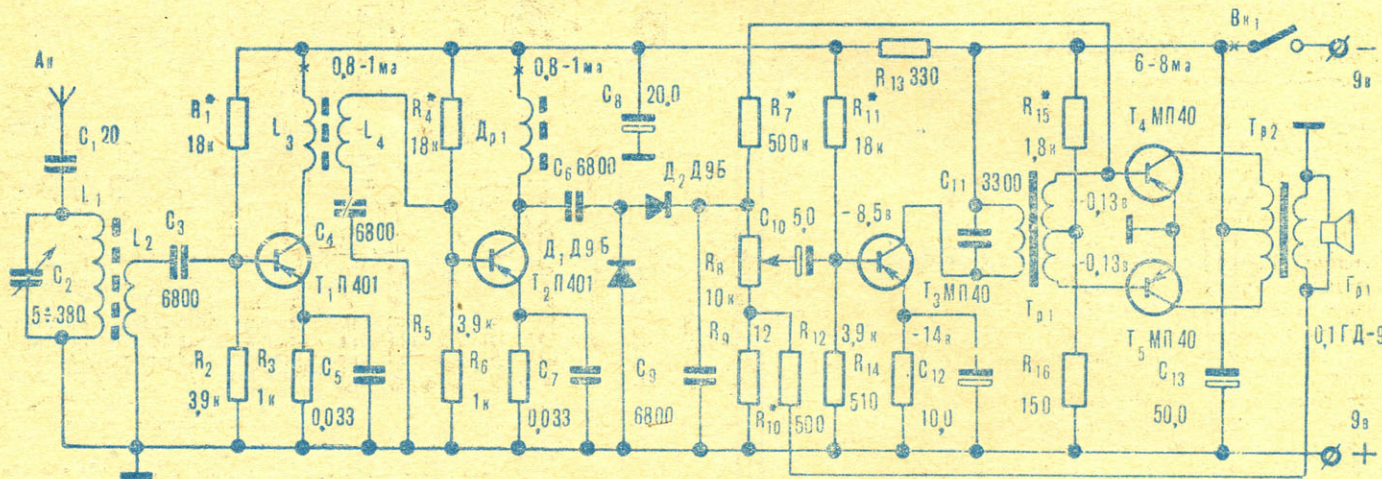 Ан
C₁ 20
L₁
C₂
5÷380
L₂
C₃
6800
R₁*
18к
R₂
3,9к
0,8-1ма
L₃
L₄
T₁ П401
R₃
1к
C₅
0,033
C₄
6800
R₄*
18к
R₅
3,9к
R₆
1к
0,8-1ма
Др1
T₂ П401
C₇
0,033
C₆ 6800
C₈
20,0
Д₁ Д9Б
Д₂ Д9Б
C₉
6800
R₇*
500к
R₈
10к
R₉
12
R₁₀*
500
C₁₀ 5,0
R₁₁*
18к
R₁₂
3,9к
R₁₃ 330
-8,5в
T₃ МП40
-14в
R₁₄
510
C₁₂
10,0
C₁₁
3300
Тр1
R₁₅*
1,8к
R₁₆
150
-0,13в
-0,13в
T₄ МП40
T₅ МП40
6-8ма
Вк₁
-
9в
Тр2
Гр1
0,1ГД-9
C₁₃
50,0
9в
+